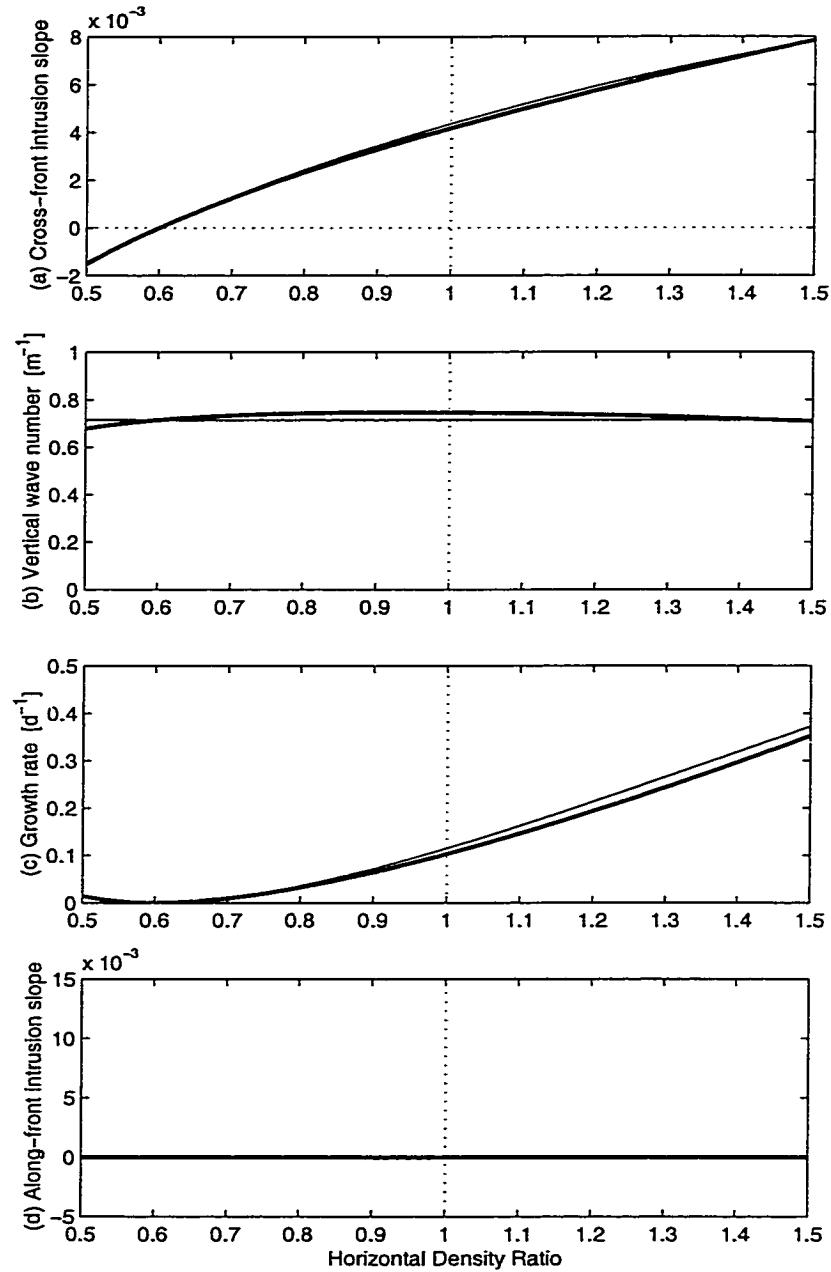 x 10⁻³
8
6
4
2
0
−2
(a) Cross−front intrusion slope
0.5 0.6 0.7 0.8 0.9 1 1.1 1.2 1.3 1.4 1.5
1
0.8
0.6
0.4
0.2
0
(b) Vertical wave number [m⁻¹]
0.5 0.6 0.7 0.8 0.9 1 1.1 1.2 1.3 1.4 1.5
0.5
0.4
0.3
0.2
0.1
0
(c) Growth rate [d⁻¹]
0.5 0.6 0.7 0.8 0.9 1 1.1 1.2 1.3 1.4 1.5
x 10⁻³
15
10
5
0
−5
(d) Along−front intrusion slope
0.5 0.6 0.7 0.8 0.9 1 1.1 1.2 1.3 1.4 1.5
Horizontal Density Ratio